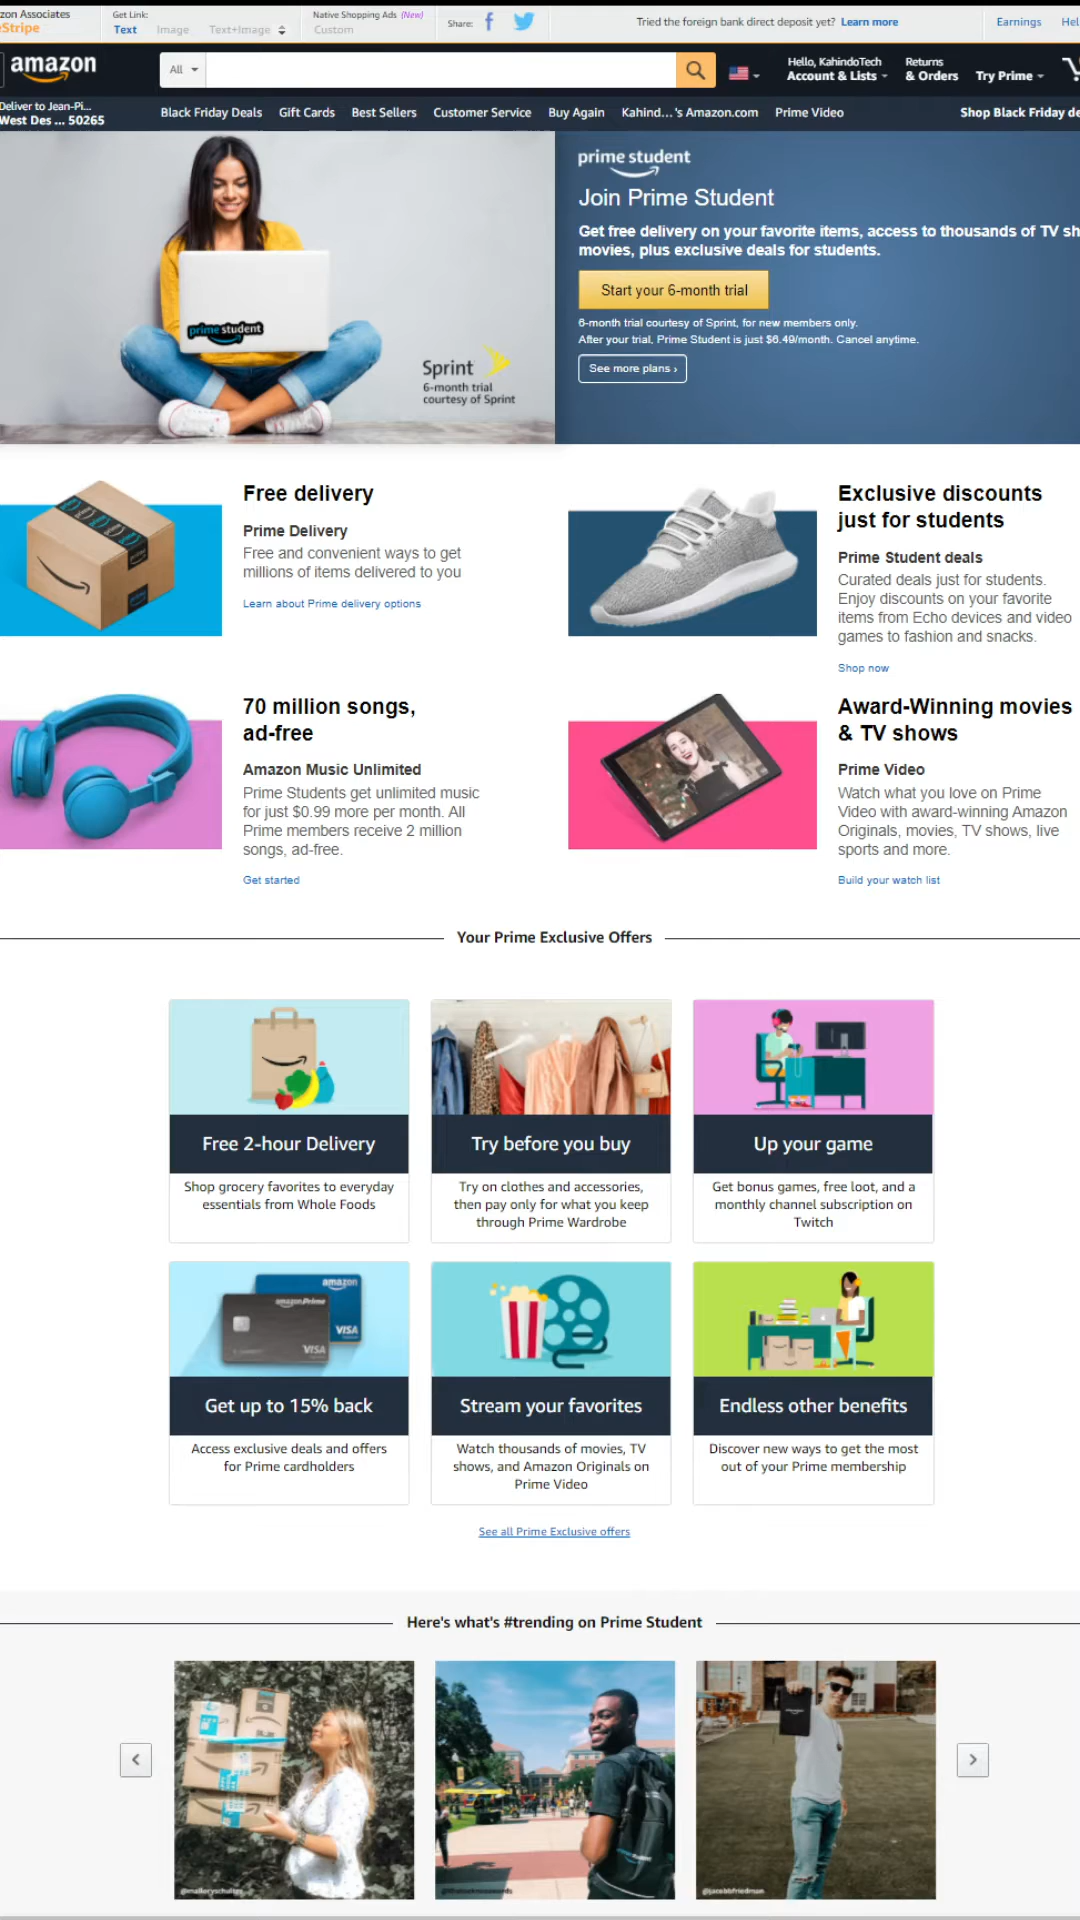 zon Associates
eStripe
Get Link:
Text Image Text+Image
Native Shopping Ads (New)
Custom
Share:
Tried the foreign bank direct deposit yet? Learn more
Earnings Hel
amazon
All
Hello, KahindoTech
Account & Lists
Returns
& Orders
Try Prime
Deliver to Jean-Pi...
West Des ... 50265
Black Friday Deals Gift Cards Best Sellers Customer Service Buy Again Kahind...'s Amazon.com Prime Video Shop Black Friday de
prime student
Sprint
6-month trial
courtesy of Sprint
prime student
Join Prime Student
Get free delivery on your favorite items, access to thousands of TV sh
movies, plus exclusive deals for students.
Start your 6-month trial
6-month trial courtesy of Sprint, for new members only.
After your trial, Prime Student is just $6.49/month. Cancel anytime.
See more plans ›
Free delivery
Prime Delivery
Free and convenient ways to get
millions of items delivered to you
Learn about Prime delivery options
Exclusive discounts
just for students
Prime Student deals
Curated deals just for students.
Enjoy discounts on your favorite
items from Echo devices and video
games to fashion and snacks.
Shop now
70 million songs,
ad-free
Amazon Music Unlimited
Prime Students get unlimited music
for just $0.99 more per month. All
Prime members receive 2 million
songs, ad-free.
Get started
Award-Winning movies
& TV shows
Prime Video
Watch what you love on Prime
Video with award-winning Amazon
Originals, movies, TV shows, live
sports and more.
Build your watch list
Your Prime Exclusive Offers
Free 2-hour Delivery
Shop grocery favorites to everyday
essentials from Whole Foods
Try before you buy
Try on clothes and accessories,
then pay only for what you keep
through Prime Wardrobe
Up your game
Get bonus games, free loot, and a
monthly channel subscription on
Twitch
amazon
amazonPrime
VISA
VISA
Get up to 15% back
Access exclusive deals and offers
for Prime cardholders
Stream your favorites
Watch thousands of movies, TV
shows, and Amazon Originals on
Prime Video
Endless other benefits
Discover new ways to get the most
out of your Prime membership
See all Prime Exclusive offers
Here's what's #trending on Prime Student
@malleryschultes
@jacobbfriedman